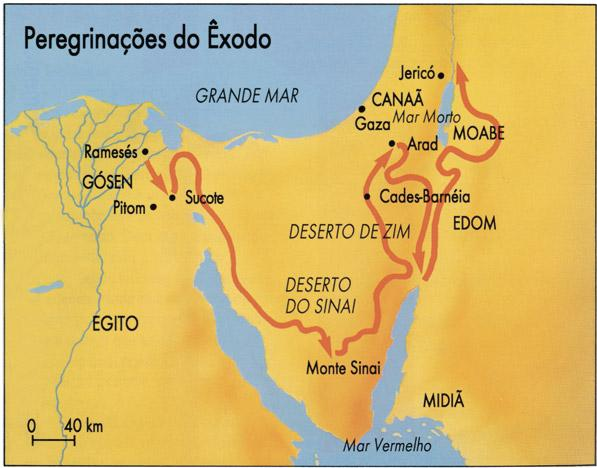 Peregrinações do Êxodo
Jericó
GRANDE MAR
CANAÃ
Mar Morto
Gaza
MOABE
Arad
Ramesés
GÓSEN
Cades-Barnéia
Pitom
Sucote
EDOM
DESERTO DE ZIM
DESERTO
DO SINAI
EGITO
Monte Sinai
MIDIÃ
0 40 km
Mar Vermelho